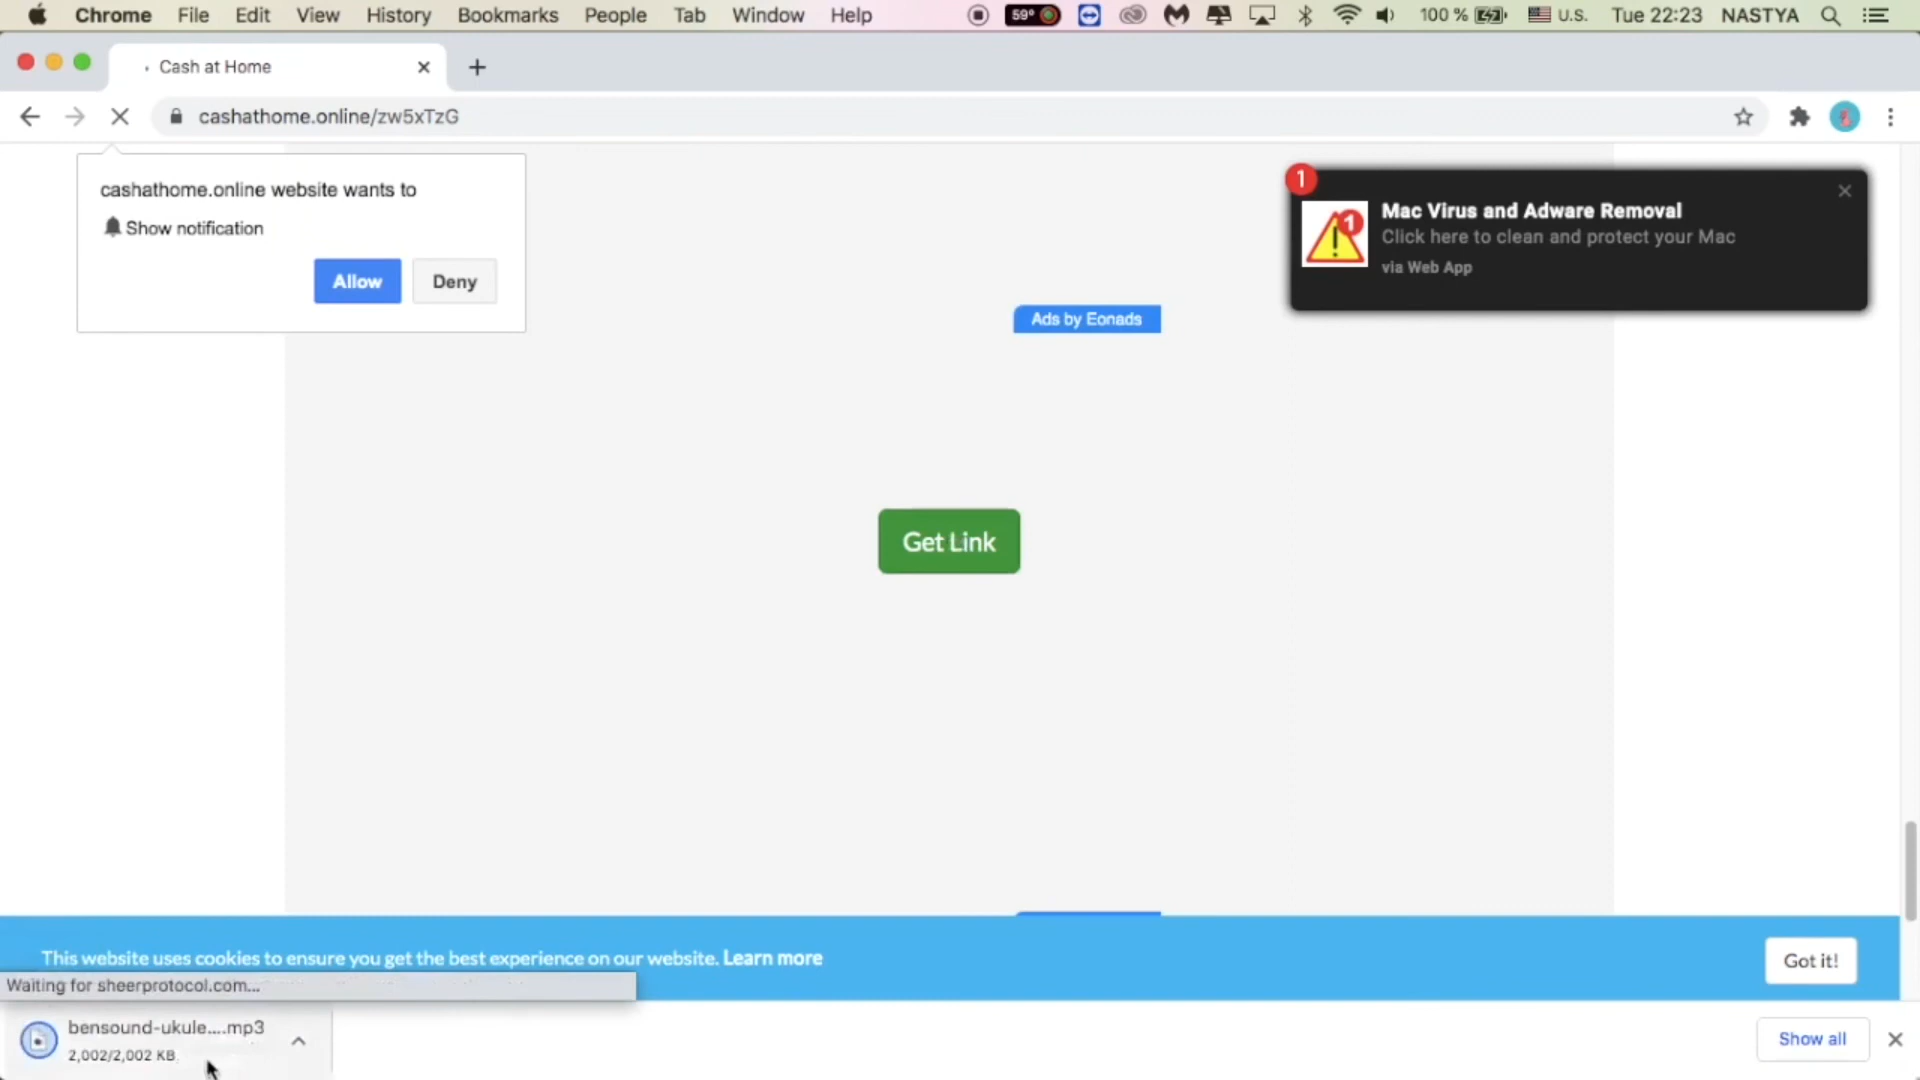 Chrome File Edit View History Bookmarks People Tab Window Help 59° 100 % U.S. Tue 22:23 NASTYA
Cash at Home
cashathome.online/zw5xTzG
cashathome.online website wants to
Show notification
Allow Deny
1
1
Mac Virus and Adware Removal
Click here to clean and protect your Mac
via Web App
Ads by Eonads
Get Link
This website uses cookies to ensure you get the best experience on our website. Learn more
Got it!
Waiting for sheerprotocol.com...
bensound-ukule....mp3
2,002/2,002 KB
Show all